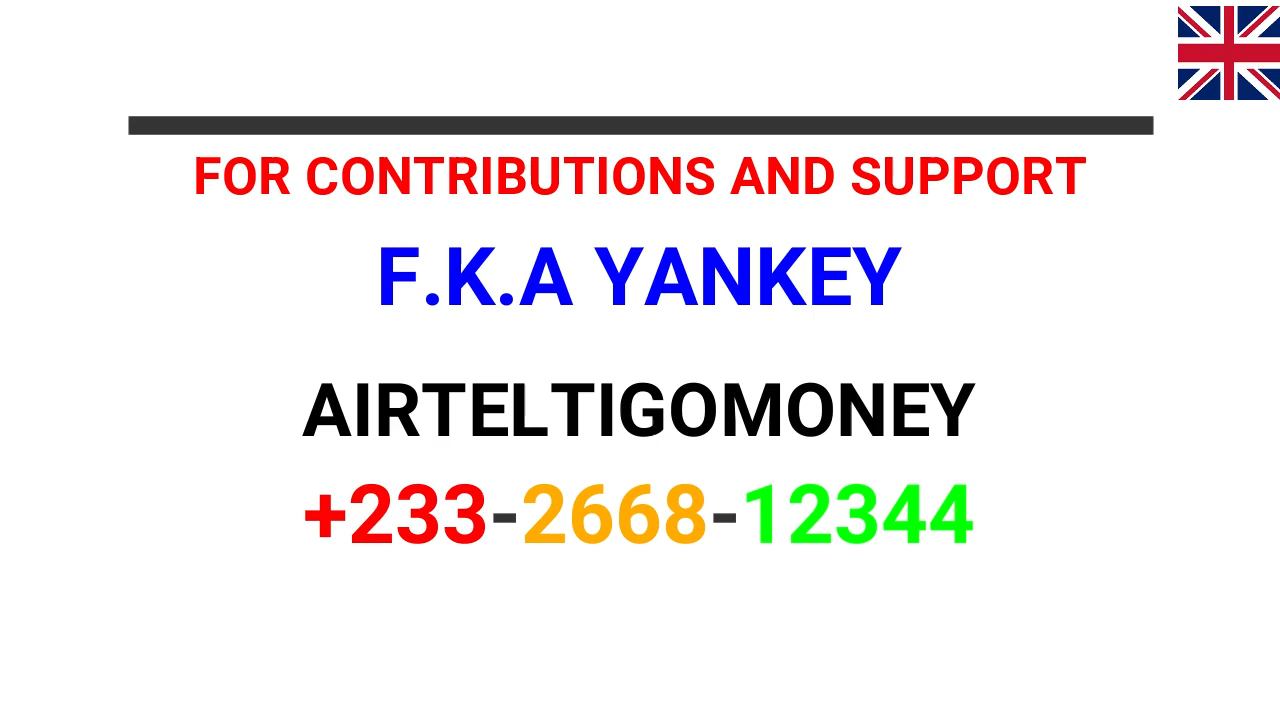 FOR CONTRIBUTIONS AND SUPPORT
F.K.A YANKEY
AIRTELTIGOMONEY
+233-2668-12344